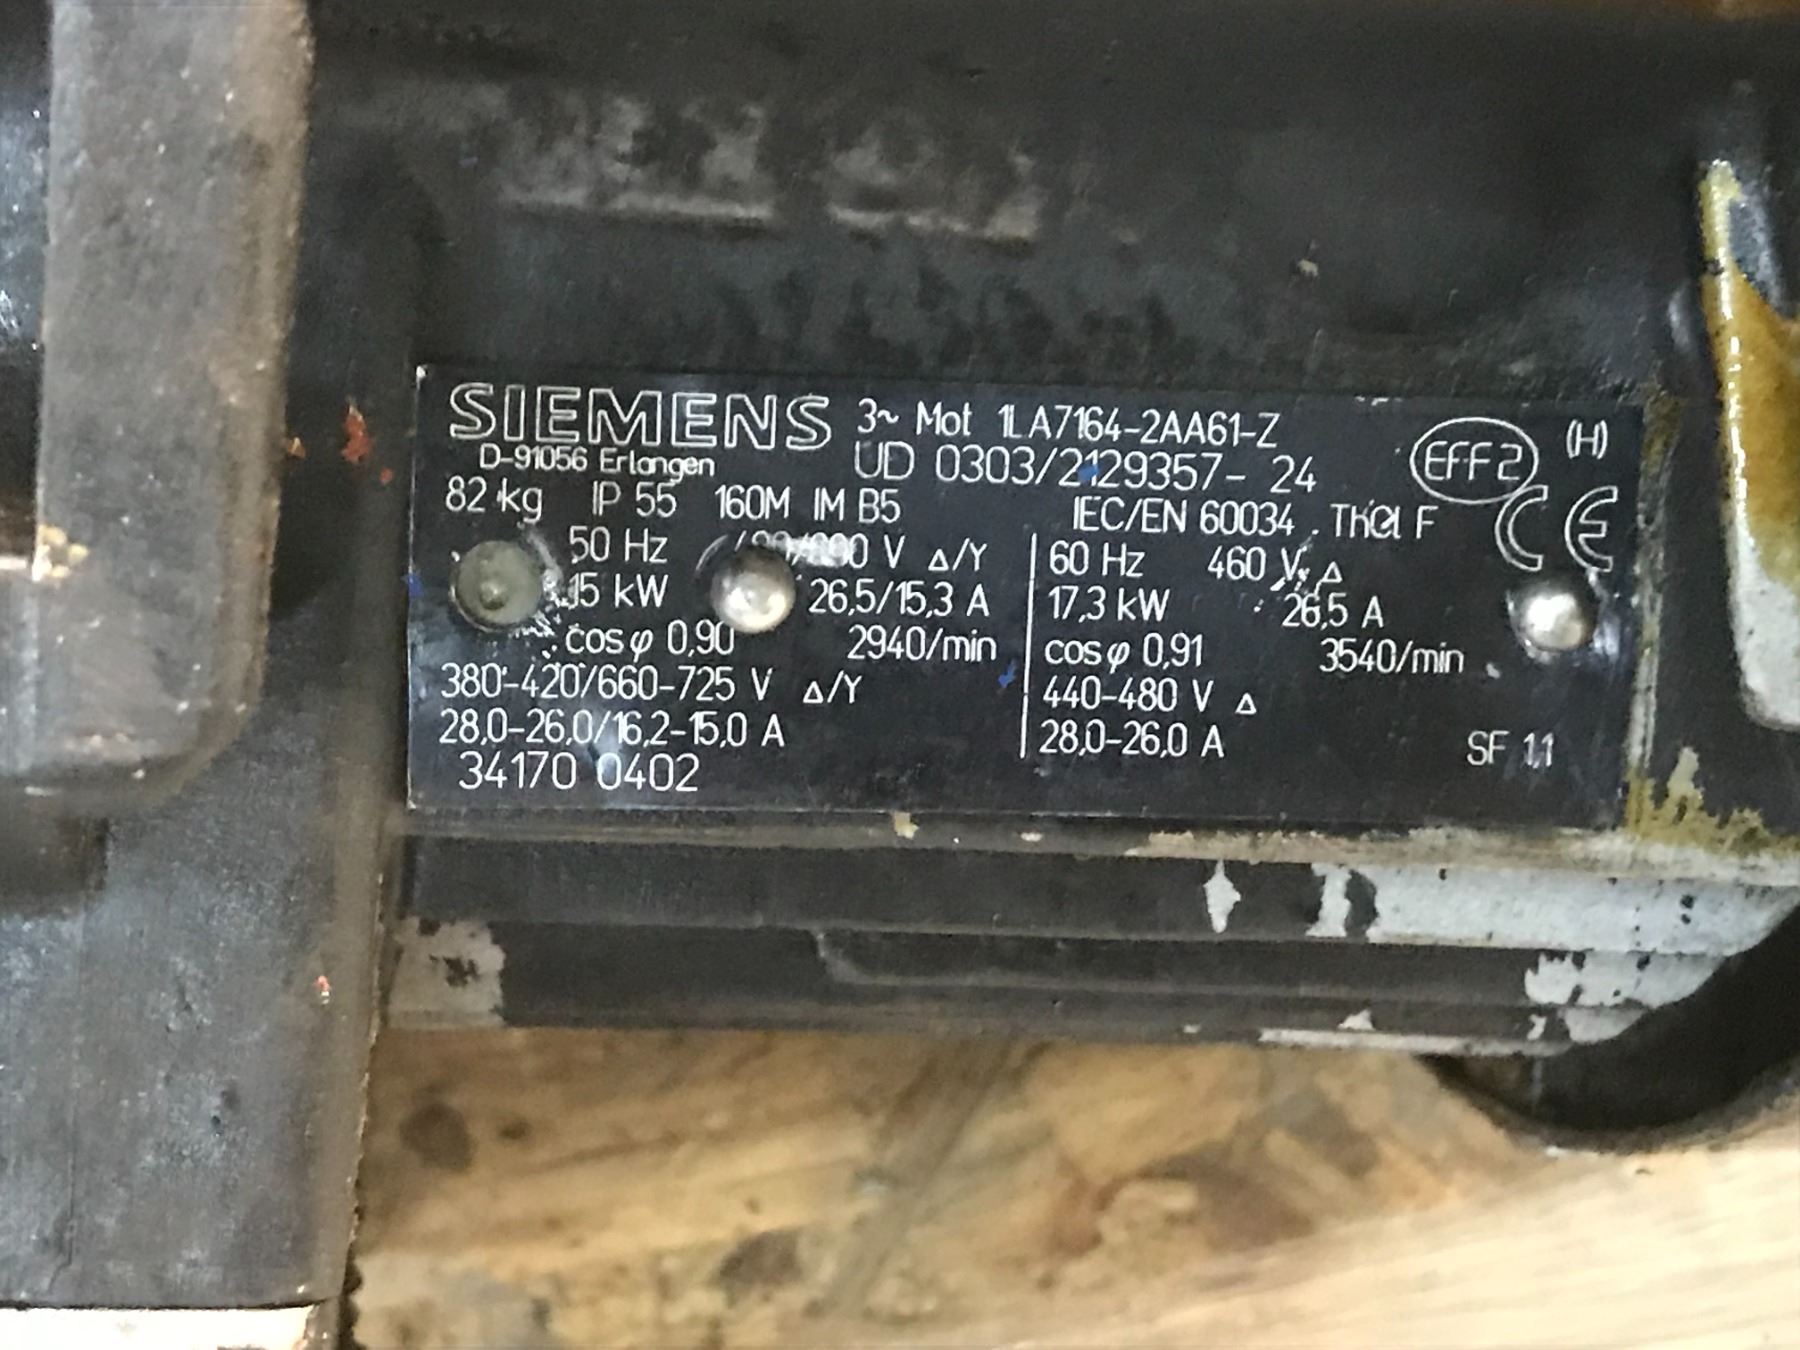 SIEMENS 3~ Mot 1LA7164-2AA61-Z
D-91056 Erlangen UD 0303/2129357- 24 EFF2 (H)
82 kg IP 55 160M IM B5 IEC/EN 60034 Th.Cl F CE
50 Hz V Δ/Y 60 Hz 460 V Δ
15 kW 26,5/15,3 A 17,3 kW 26,5 A
cosφ 0,90 2940/min cosφ 0,91 3540/min
380-420/660-725 V Δ/Y 440-480 V Δ
28,0-26,0/16,2-15,0 A 28,0-26,0 A SF 1,1
34170 0402